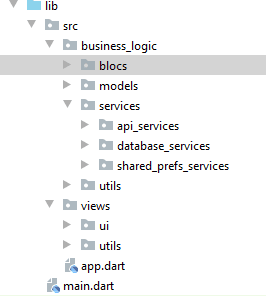 lib
src
business_logic
blocs
models
services
api_services
database_services
shared_prefs_services
utils
views
ui
utils
app.dart
main.dart